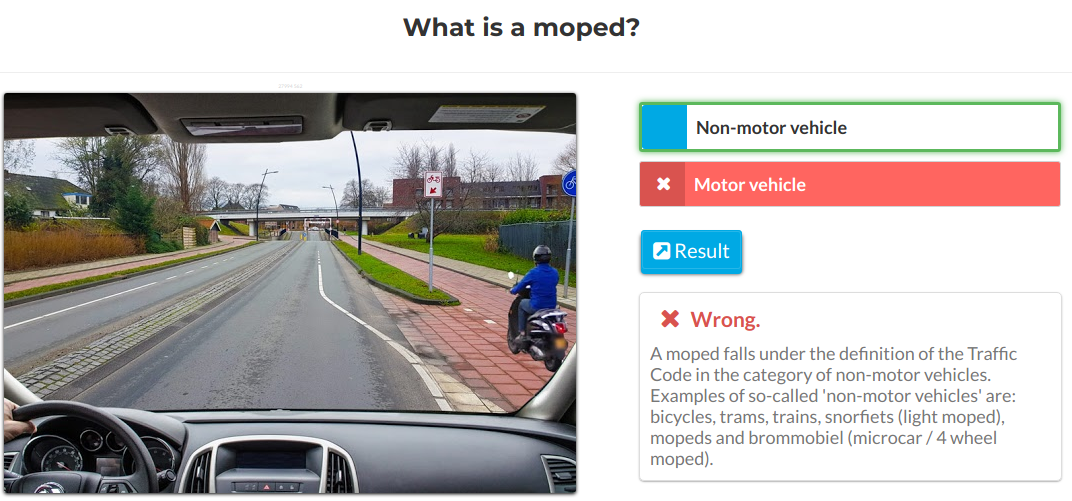 What is a moped?
Non-motor vehicle
Motor vehicle
Result
Wrong.
A moped falls under the definition of the Traffic
Code in the category of non-motor vehicles.
Examples of so-called 'non-motor vehicles' are:
bicycles, trams, trains, snorfiets (light moped),
mopeds and brommobiel (microcar / 4 wheel
moped).